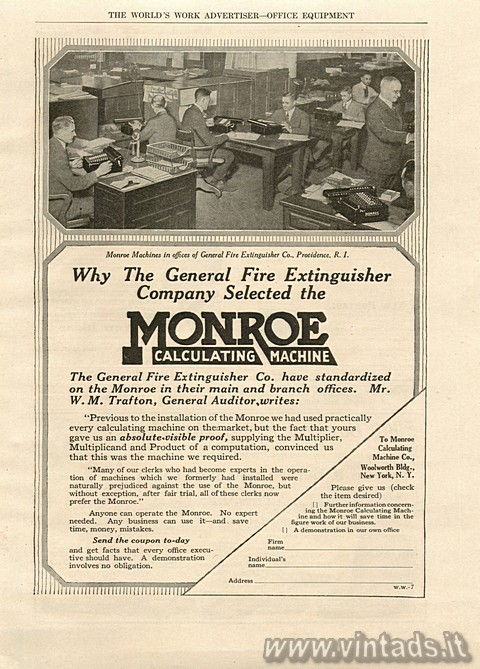 THE WORLD'S WORK ADVERTISER—OFFICE EQUIPMENT
Monroe Machines in offices of General Fire Extinguisher Co., Providence, R. I.
Why The General Fire Extinguisher
Company Selected the
MONROE
CALCULATING MACHINE
The General Fire Extinguisher Co. have standardized
on the Monroe in their main and branch offices. Mr.
W. M. Trafton, General Auditor, writes:
"Previous to the installation of the Monroe we had used practically
every calculating machine on the market, but the fact that yours
gave us an absolute visible proof, supplying the Multiplier,
Multiplicand and Product of a computation, convinced us
that this was the machine we required.
"Many of our clerks who had become experts in the opera-
tion of machines which we formerly had installed were
naturally prejudiced against the use of the Monroe, but
without exception, after fair trial, all of these clerks now
prefer the Monroe."
Anyone can operate the Monroe. No expert
needed. Any business can use it—and save
time, money, mistakes.
Send the coupon to-day
and get facts that every office execu-
tive should have. A demonstration
involves no obligation.
To Monroe
Calculating
Machine Co.,
Woolworth Bldg.,
New York, N. Y.
Please give us (check
the item desired)
[ ] Further information concern-
ing the Monroe Calculating Mach-
ine and how it will save time in the
figure work of our business.
[ ] A demonstration in our own office
Firm
name
Individual's
name
Address
w.w.-7
www.vintads.it